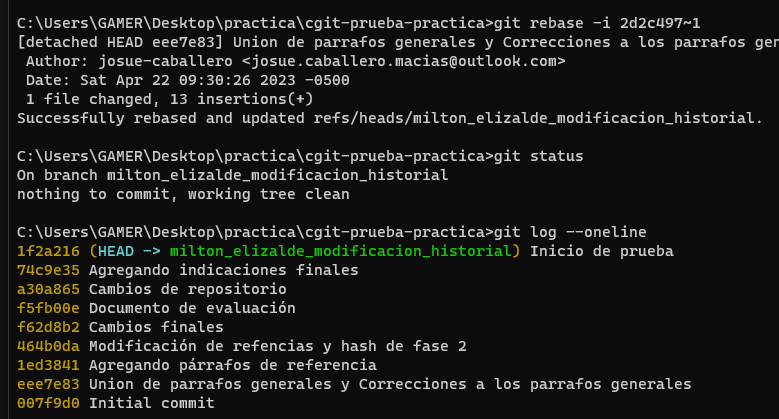 C:\Users\GAMER\Desktop\practica\cgit-prueba-practica>git rebase -i 2d2c497~1
[detached HEAD eee7e83] Union de parrafos generales y Correcciones a los parrafos gen
Author: josue-caballero <josue.caballero.macias@outlook.com>
Date: Sat Apr 22 09:30:26 2023 -0500
1 file changed, 13 insertions(+)
Successfully rebased and updated refs/heads/milton_elizalde_modificacion_historial.
C:\Users\GAMER\Desktop\practica\cgit-prueba-practica>git status
On branch milton_elizalde_modificacion_historial
nothing to commit, working tree clean
C:\Users\GAMER\Desktop\practica\cgit-prueba-practica>git log --oneline
1f2a216 (HEAD -> milton_elizalde_modificacion_historial) Inicio de prueba
74c9e35 Agregando indicaciones finales
a30a865 Cambios de repositorio
f5fb00e Documento de evaluación
f62d8b2 Cambios finales
464b0da Modificación de refencias y hash de fase 2
1ed3841 Agregando párrafos de referencia
eee7e83 Union de parrafos generales y Correcciones a los parrafos generales
007f9d0 Initial commit